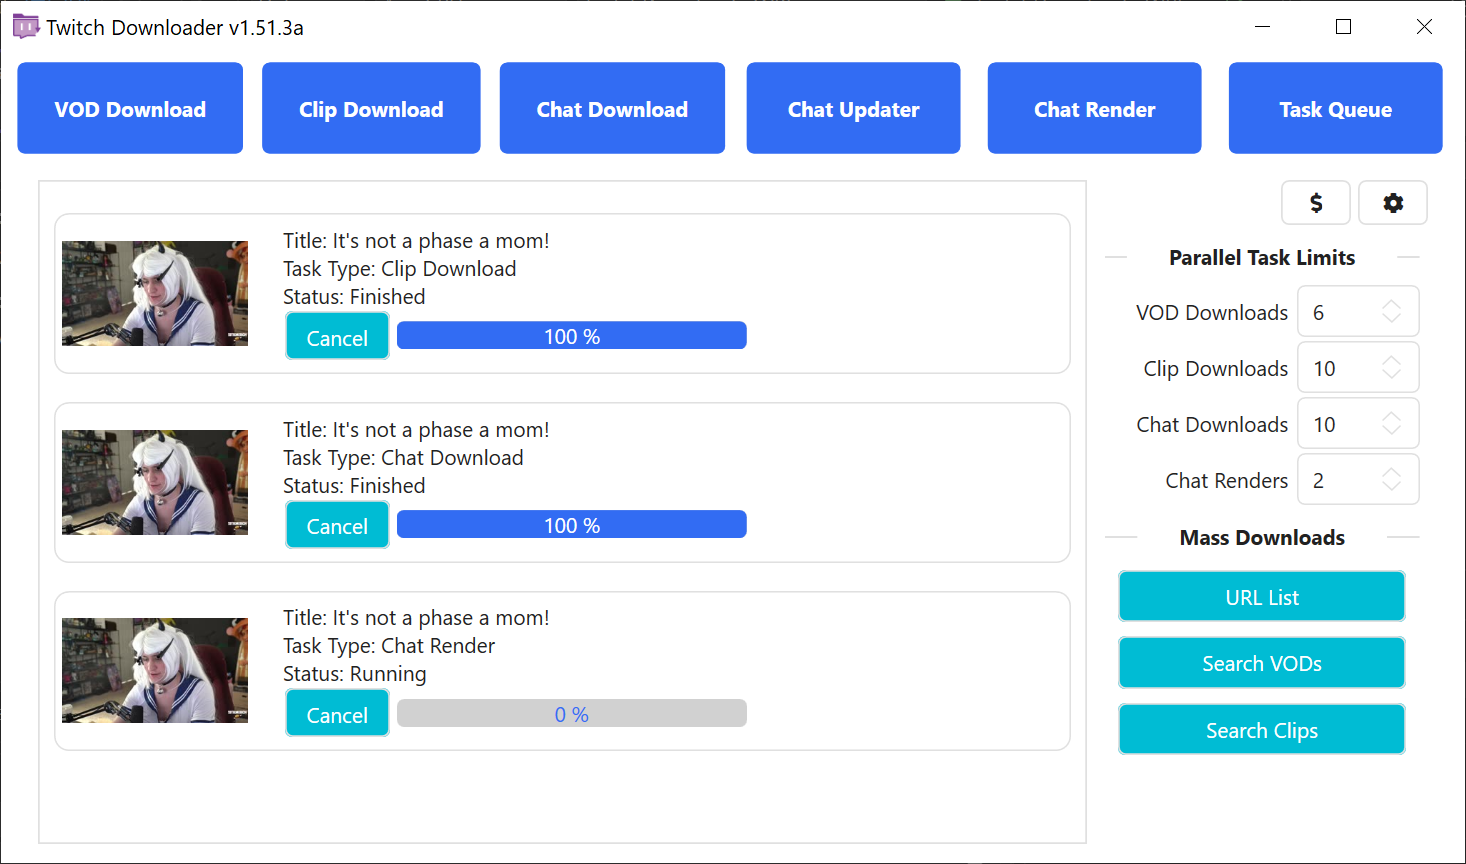 Twitch Downloader v1.51.3a
VOD Download
Clip Download
Chat Download
Chat Updater
Chat Render
Task Queue
Title: It's not a phase a mom!
Task Type: Clip Download
Status: Finished
Cancel
100 %
Title: It's not a phase a mom!
Task Type: Chat Download
Status: Finished
Cancel
100 %
Title: It's not a phase a mom!
Task Type: Chat Render
Status: Running
Cancel
0 %
$
Parallel Task Limits
VOD Downloads 6
Clip Downloads 10
Chat Downloads 10
Chat Renders 2
Mass Downloads
URL List
Search VODs
Search Clips